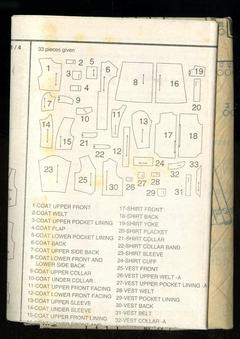 1/4
33 pieces given
1-COAT UPPER FRONT
2-COAT WELT
3-COAT UPPER POCKET LINING
4-COAT FLAP
5-COAT LOWER POCKET LINING
6-COAT BACK
7-COAT UPPER SIDE BACK
8-COAT LOWER FRONT AND
LOWER SIDE BACK
9-COAT UPPER COLLAR
10-COAT UNDER COLLAR
11-COAT UPPER FRONT FACING
12-COAT LOWER FRONT FACING
13-COAT UPPER SLEEVE
14-COAT UNDER SLEEVE
15-COAT UPPER FRONT LINING
17-SHIRT FRONT
18-SHIRT BACK
19-SHIRT YOKE
20-SHIRT PLACKET
21-SHIRT COLLAR
22-SHIRT COLLAR BAND
23-SHIRT SLEEVE
24-SHIRT CUFF
25-VEST FRONT
26-VEST UPPER WELT -A
27-VEST UPPER POCKET LINING -A
28-VEST WELT
29-VEST POCKET LINING
30-VEST BACK
31-VEST BELT
32-VEST COLLAR -A